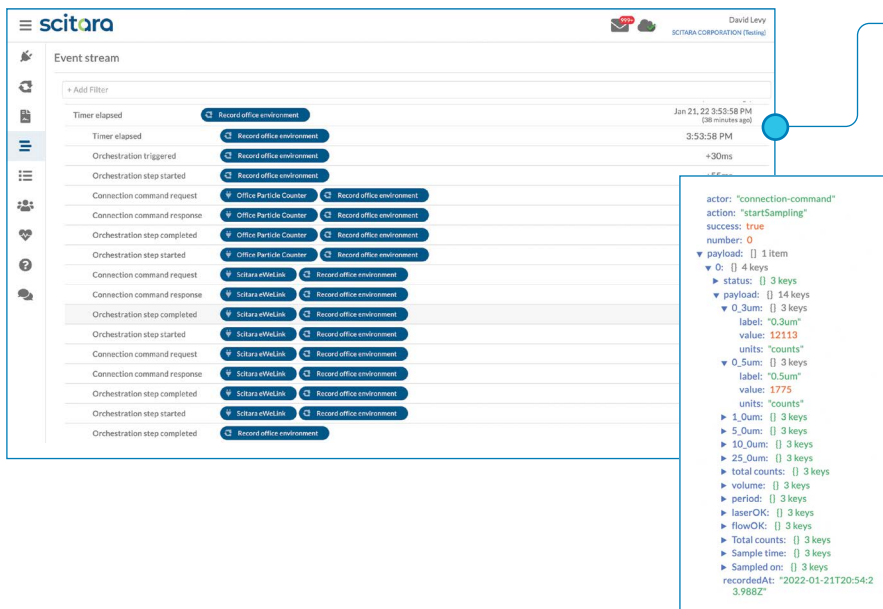 scitara
999+
David Levy
SCITARA CORPORATION (Testing)
Event stream
+ Add Filter
Timer elapsed Record office environment Jan 21, 22 3:53:58 PM
(38 minutes ago)
Timer elapsed Record office environment 3:53:58 PM
Orchestration triggered Record office environment +30ms
Orchestration step started Record office environment +55ms
Connection command request Office Particle Counter Record office environment
Connection command response Office Particle Counter Record office environment
Orchestration step completed Office Particle Counter Record office environment
Orchestration step started Office Particle Counter Record office environment
Connection command request Scitara eWeLink Record office environment
Connection command response Scitara eWeLink Record office environment
Orchestration step completed Scitara eWeLink Record office environment
Orchestration step started Scitara eWeLink Record office environment
Connection command request Scitara eWeLink Record office environment
Connection command response Scitara eWeLink Record office environment
Orchestration step completed Scitara eWeLink Record office environment
Orchestration step started Scitara eWeLink Record office environment
Orchestration step completed Record office environment
actor: "connection-command"
action: "startSampling"
success: true
number: 0
payload: [] 1 item
0: {} 4 keys
status: {} 3 keys
payload: {} 14 keys
0_3um: {} 3 keys
label: "0.3um"
value: 12113
units: "counts"
0_5um: {} 3 keys
label: "0.5um"
value: 1775
units: "counts"
1_0um: {} 3 keys
5_0um: {} 3 keys
10_0um: {} 3 keys
25_0um: {} 3 keys
total counts: {} 3 keys
volume: {} 3 keys
period: {} 3 keys
laserOK: {} 3 keys
flowOK: {} 3 keys
Total counts: {} 3 keys
Sample time: {} 3 keys
Sampled on: {} 3 keys
recordedAt: "2022-01-21T20:54:2
3.988Z"